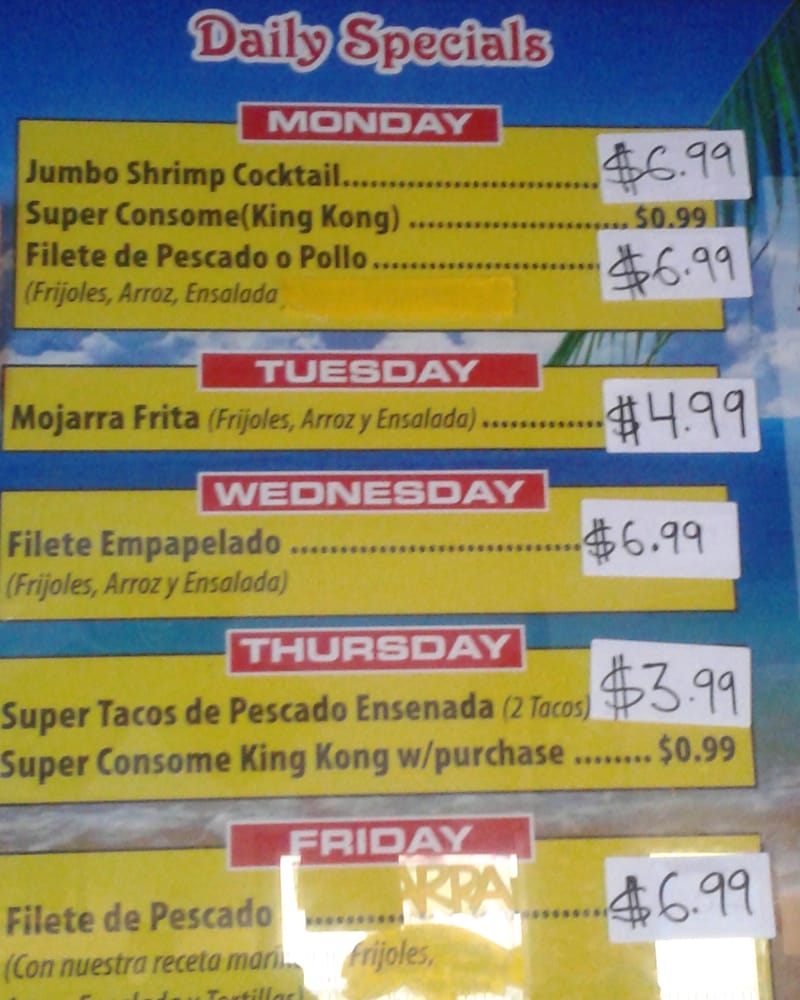 Daily Specials
MONDAY
Jumbo Shrimp Cocktail.............................. $6.99
Super Consome(King Kong) ......................... $0.99
Filete de Pescado o Pollo............................ $6.99
(Frijoles, Arroz, Ensalada
TUESDAY
Mojarra Frita (Frijoles, Arroz y Ensalada).............. $4.99
WEDNESDAY
Filete Empapelado .................................. $6.99
(Frijoles, Arroz y Ensalada)
THURSDAY
Super Tacos de Pescado Ensenada (2 Tacos) $3.99
Super Consome King Kong w/purchase ........ $0.99
FRIDAY
ARRA
Filete de Pescado ................................ $6.99
(Con nuestra receta Frijoles,
Tortillas)